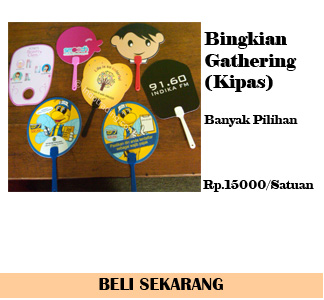 Bingkian
Gathering
(Kipas)
Banyak Pilihan
Rp.15000/Satuan
91.60
INDIKA FM
BELI SEKARANG